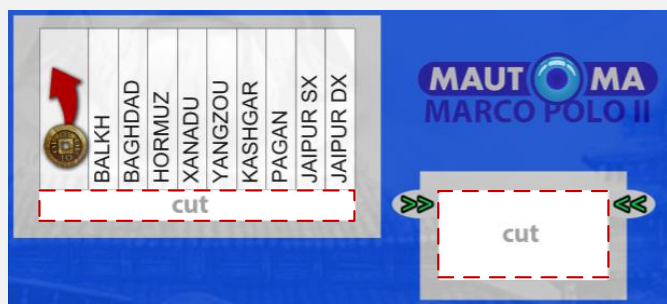 BALKH
BAGHDAD
HORMUZ
XANADU
YANGZOU
KASHGAR
PAGAN
JAIPUR SX
JAIPUR DX
cut
MAUTOMA
MARCO POLO II
cut